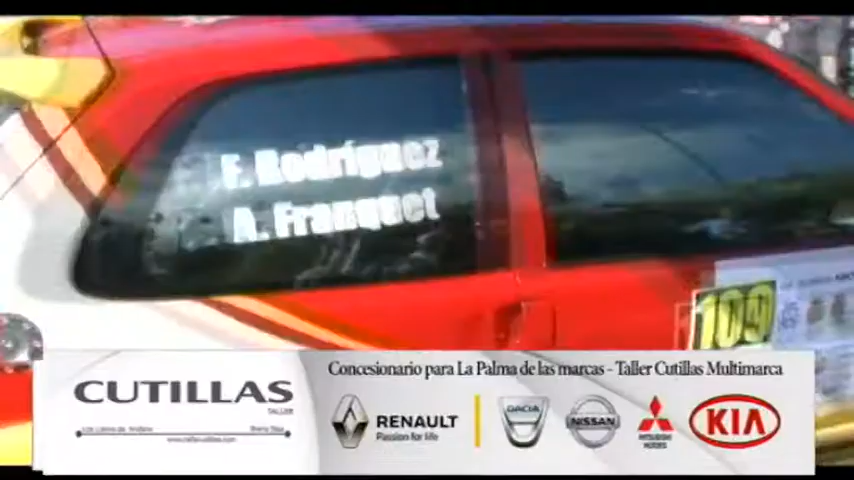 F. Rodríguez
A. Franquet
109
CUTILLAS
TALLER
Concesionario para La Palma de las marcas - Taller Cutillas Multimarca
RENAULT
Passion for life
DACIA
NISSAN
MITSUBISHI
MOTORS
KIA